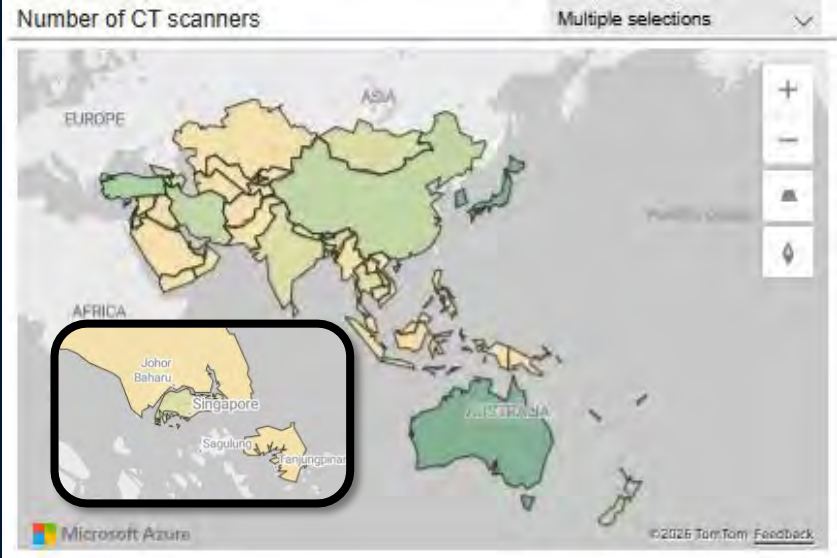 Number of CT scanners
Multiple selections
ASIA
EUROPE
AFRICA
Johor
Baharu
Singapore
Sagulung
Tanjungpinar
AUSTRALIA
Microsoft Azure
©2026 TomTom Feedback